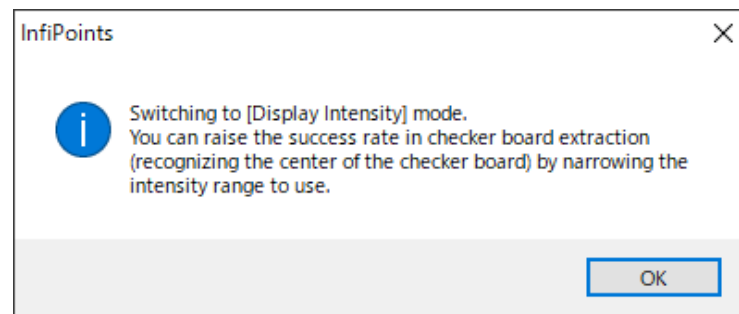 InfiPoints
Switching to [Display Intensity] mode.
You can raise the success rate in checker board extraction
(recognizing the center of the checker board) by narrowing the
intensity range to use.
OK